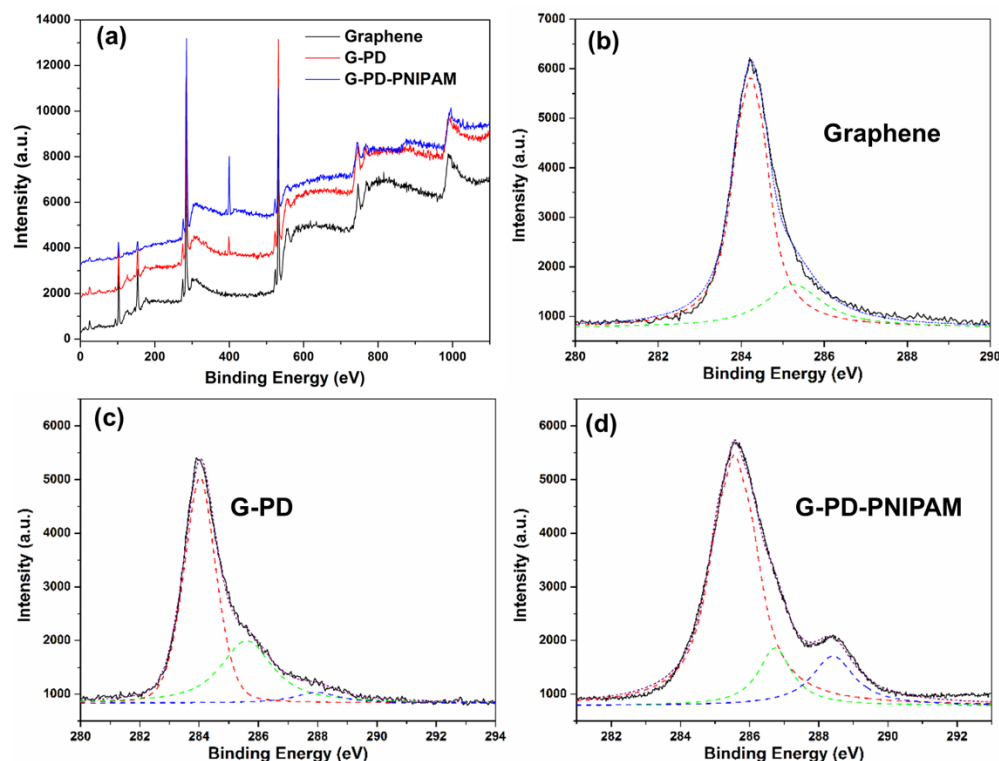 (a)
Graphene
G-PD
G-PD-PNIPAM
14000
12000
10000
8000
6000
4000
2000
0
0
200
400
600
800
1000
Intensity (a.u.)
Binding Energy (eV)
(b)
Graphene
7000
6000
5000
4000
3000
2000
1000
280
282
284
286
288
290
Intensity (a.u.)
Binding Energy (eV)
(c)
G-PD
6000
5000
4000
3000
2000
1000
280
282
284
286
288
290
292
294
Intensity (a.u.)
Binding Energy (eV)
(d)
G-PD-PNIPAM
6000
5000
4000
3000
2000
1000
282
284
286
288
290
292
Intensity (a.u.)
Binding Energy (eV)